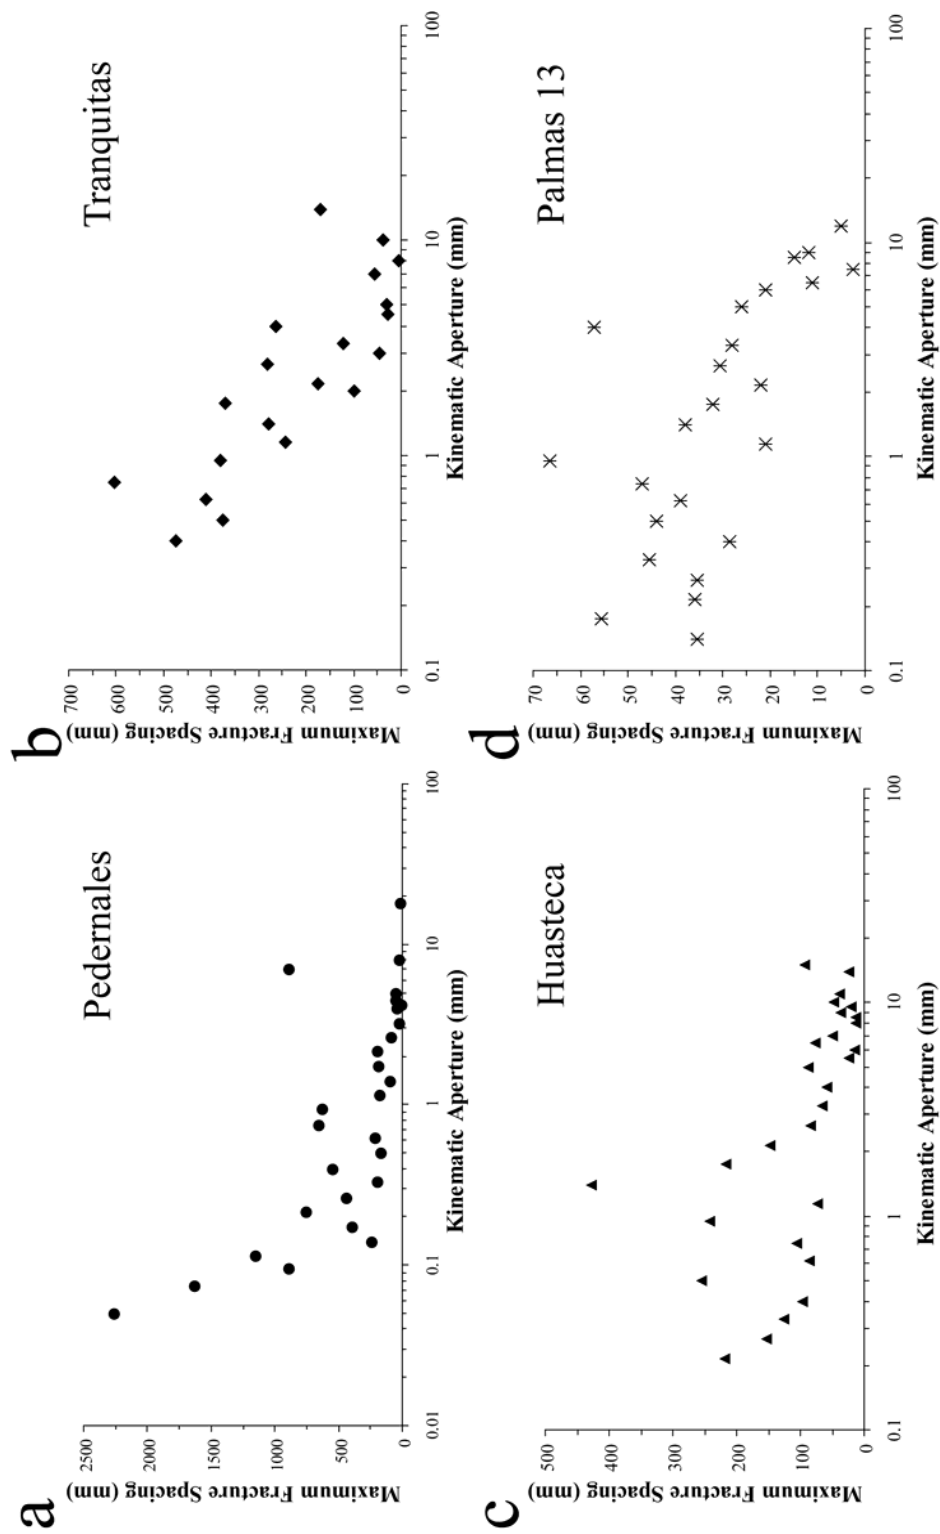 a
Pedernales
Maximum Fracture Spacing (mm)
2500
2000
1500
1000
500
0
0.01
0.1
1
10
100
Kinematic Aperture (mm)
b
Tranquitas
Maximum Fracture Spacing (mm)
700
600
500
400
300
200
100
0
0.1
1
10
100
Kinematic Aperture (mm)
c
Huasteca
Maximum Fracture Spacing (mm)
500
400
300
200
100
0
0.1
1
10
100
Kinematic Aperture (mm)
d
Palmas 13
Maximum Fracture Spacing (mm)
70
60
50
40
30
20
10
0
0.1
1
10
100
Kinematic Aperture (mm)